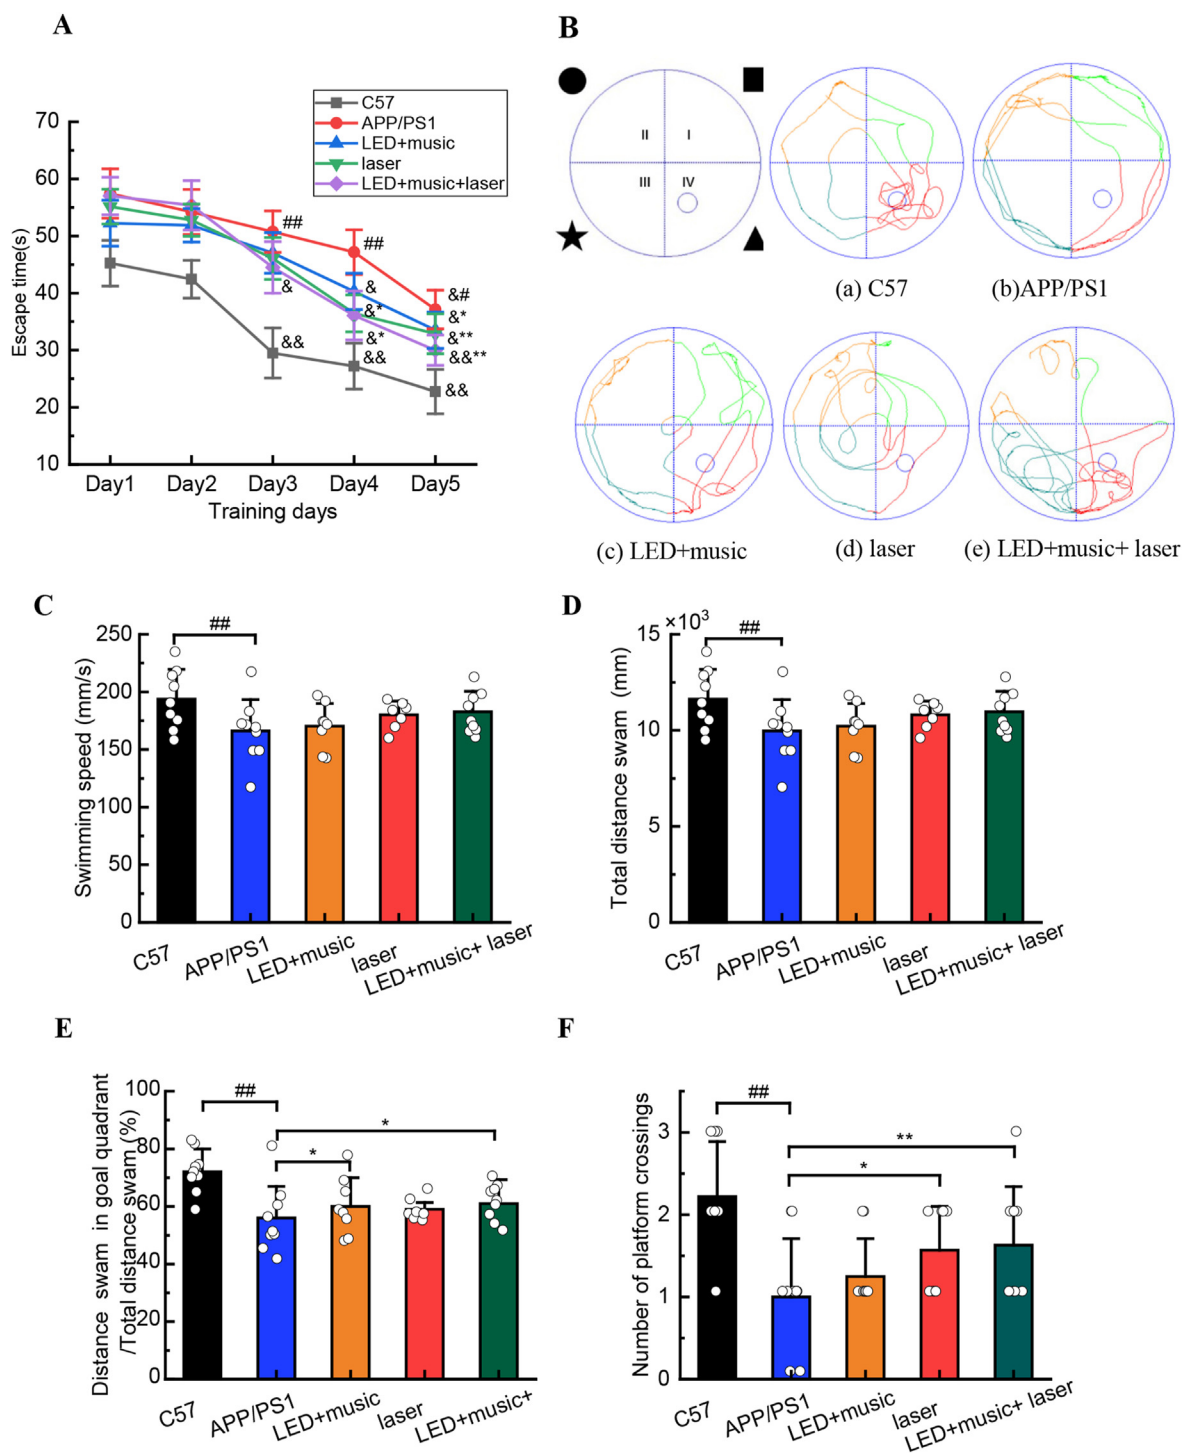 A
C57
APP/PS1
LED+music
laser
LED+music+laser
70
60
50
40
30
20
10
Escape time(s)
##
##
&
&
&*
&*
&&
&&
&#
&*
&**
&&**
&&
Day1 Day2 Day3 Day4 Day5
Training days
B
II I
III IV
(a) C57
(b)APP/PS1
(c) LED+music
(d) laser
(e) LED+music+ laser
C
##
250
200
150
100
50
0
Swimming speed (mm/s)
C57
APP/PS1
LED+music
laser
LED+music+ laser
D
×10³
##
15
10
5
0
Total distance swam (mm)
C57
APP/PS1
LED+music
laser
LED+music+ laser
E
##
*
*
100
80
60
40
20
0
Distance swam in goal quadrant
/Total distance swam (%)
C57
APP/PS1
LED+music
laser
LED+music+
F
##
**
*
3
2
1
0
Number of platform crossings
C57
APP/PS1
LED+music
laser
LED+music+ laser